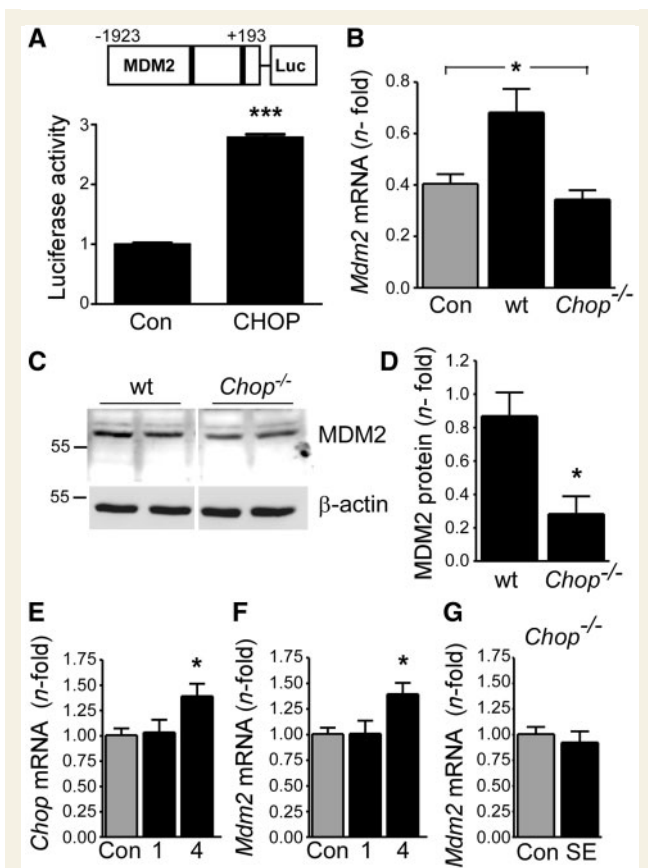 A
-1923 +193
MDM2 Luc
***
Luciferase activity
3
2
1
0
Con CHOP
B
*
Mdm2 mRNA (n- fold)
0.8
0.6
0.4
0.2
0.0
Con wt Chop-/-
C
wt Chop-/-
55
MDM2
55
β-actin
D
MDM2 protein (n- fold)
1.2
1.0
0.8
0.6
0.4
0.2
0.0
*
wt Chop-/-
E
Chop mRNA (n-fold)
1.75
1.50
1.25
1.00
0.75
0.50
0.25
0.00
*
Con 1 4
F
Mdm2 mRNA (n-fold)
1.75
1.50
1.25
1.00
0.75
0.50
0.25
0.00
*
Con 1 4
G
Chop-/-
Mdm2 mRNA (n-fold)
1.75
1.50
1.25
1.00
0.75
0.50
0.25
0.00
Con SE